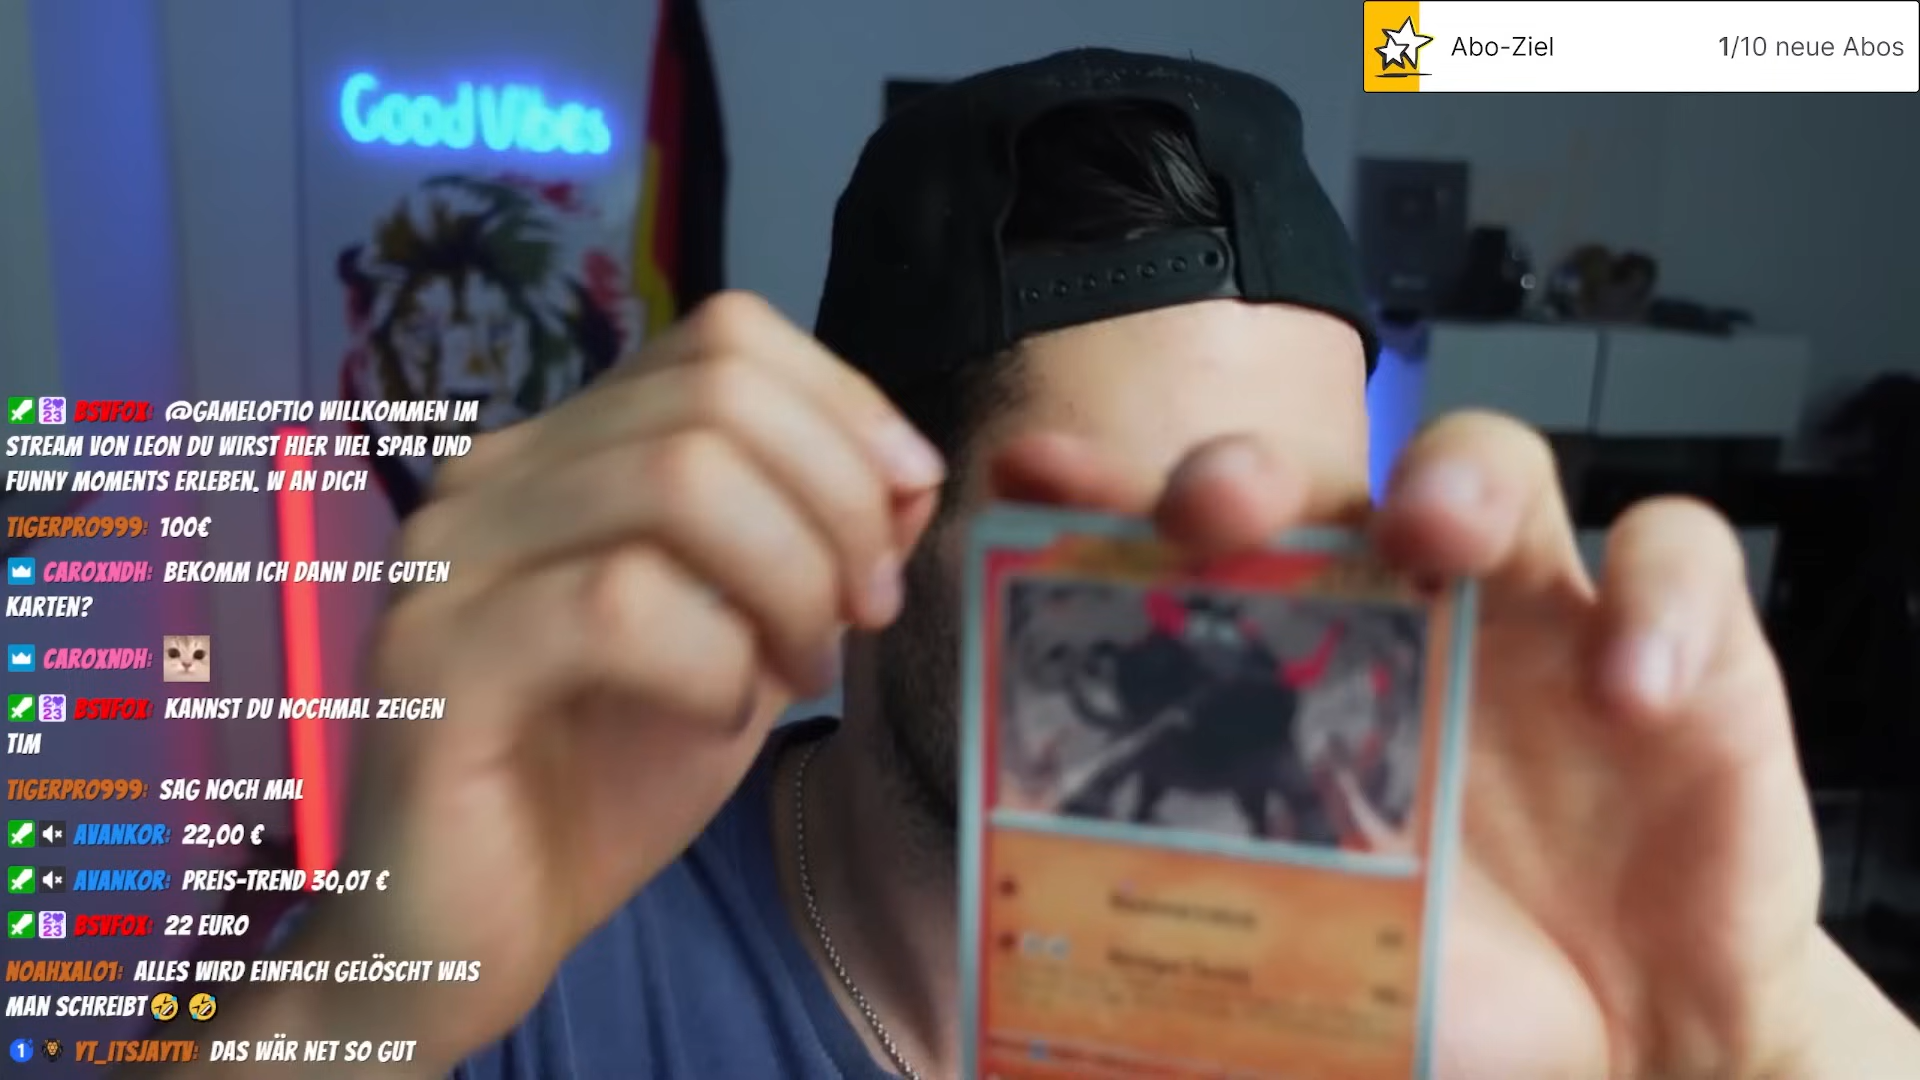 Abo-Ziel 1/10 neue Abos
Good Vibes
BSVFOX: @GAMELOFTIO WILLKOMMEN IM
STREAM VON LEON DU WIRST HIER VIEL SPAß UND
FUNNY MOMENTS ERLEBEN. W AN DICH
TIGERPRO999: 100€
CAROXNDH: BEKOMM ICH DANN DIE GUTEN
KARTEN?
CAROXNDH:
BSVFOX: KANNST DU NOCHMAL ZEIGEN
TIM
TIGERPRO999: SAG NOCH MAL
AVANKOR: 22,00 €
AVANKOR: PREIS-TREND 30,07 €
BSVFOX: 22 EURO
NOAHXAL01: ALLES WIRD EINFACH GELÖSCHT WAS
MAN SCHREIBT🤣 🤣
1 YT_ITSJAYTV: DAS WÄR NET SO GUT